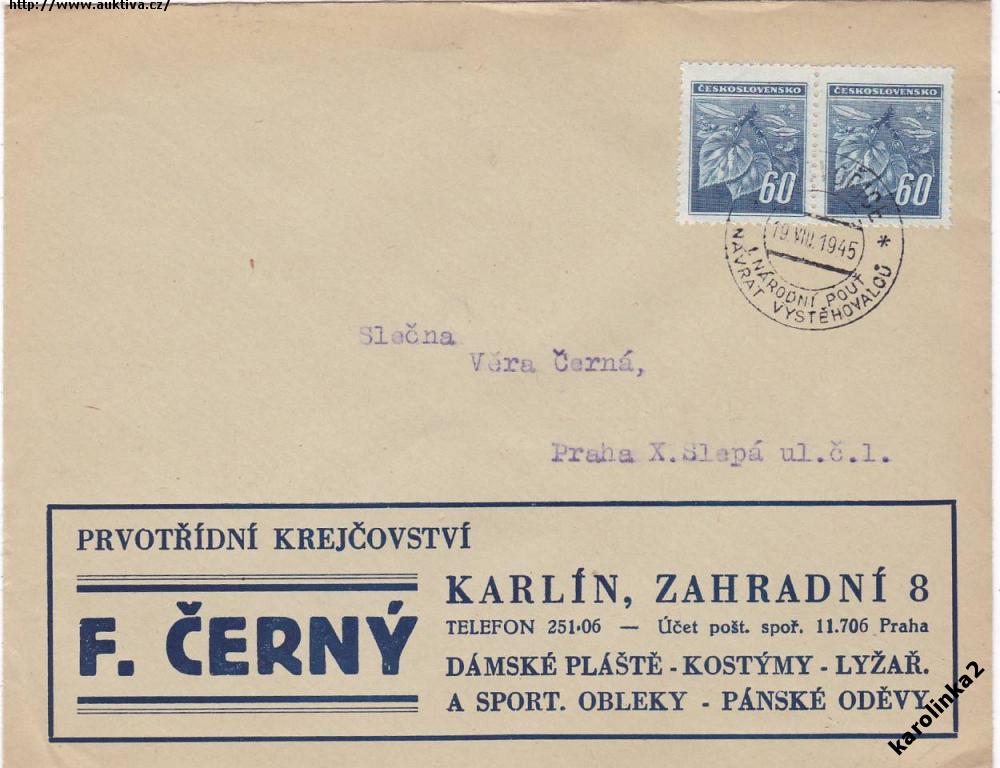 http://www.auktiva.cz/
ČESKOSLOVENSKO ČESKOSLOVENSKO
60 60
19.VIII.1945
I. NÁRODNÍ POUŤ
NÁVRAT VYSTĚHOVALCŮ
Slečna
Věra Černá,
Praha X.Slepá ul.č.1.
PRVOTŘÍDNÍ KREJČOVSTVÍ
F. ČERNÝ
KARLÍN, ZAHRADNÍ 8
TELEFON 251-06 — Účet pošt. spoř. 11.706 Praha
DÁMSKÉ PLÁŠTĚ - KOSTÝMY - LYŽAŘ.
A SPORT. OBLEKY - PÁNSKÉ ODĚVY.
karolinka2